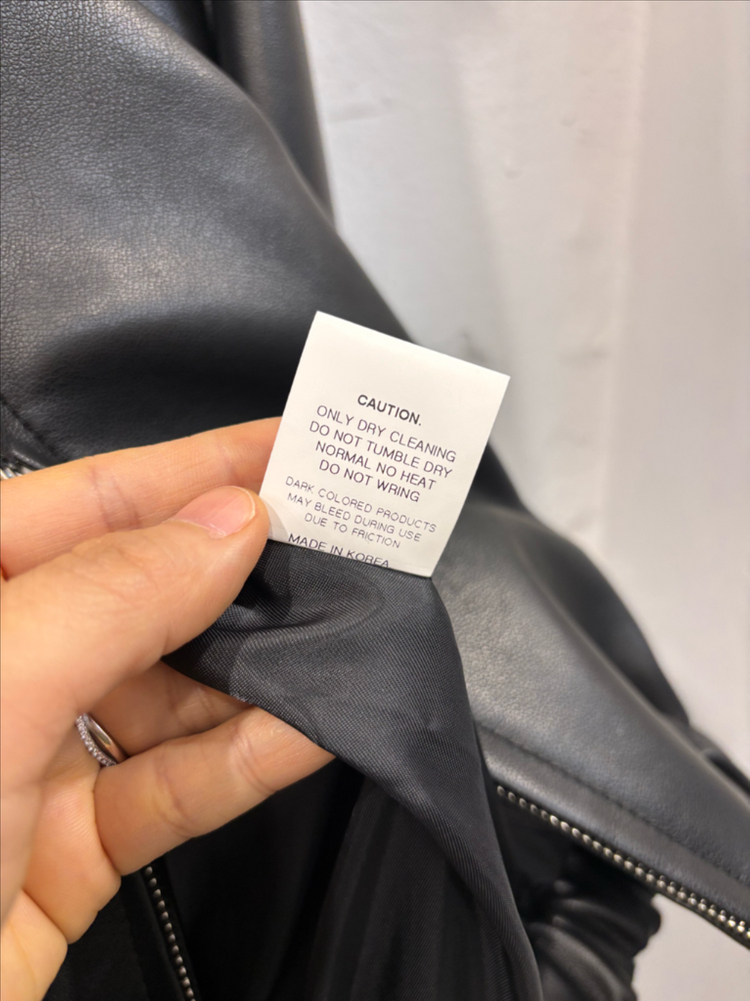 CAUTION.
ONLY DRY CLEANING
DO NOT TUMBLE DRY
NORMAL NO HEAT
DO NOT WRING
DARK COLORED PRODUCTS
MAY BLEED DURING USE
DUE TO FRICTION
MADE IN KOREA